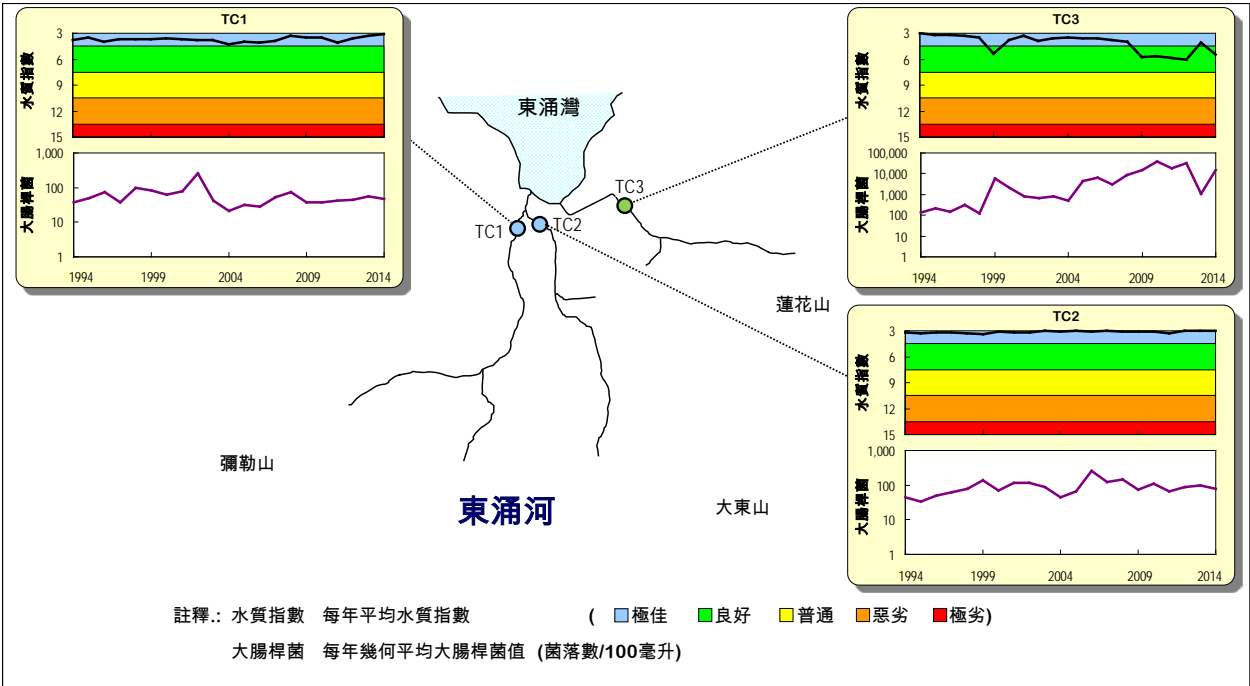 TC1
3
6
9
12
15
水質指數
1,000
100
10
1
大腸桿菌
1994 1999 2004 2009 2014
TC3
3
6
9
12
15
水質指數
100,000
10,000
1,000
100
10
1
大腸桿菌
1994 1999 2004 2009 2014
東涌灣
TC3
TC1
TC2
蓮花山
彌勒山
大東山
東涌河
TC2
3
6
9
12
15
水質指數
1,000
100
10
1
大腸桿菌
1994 1999 2004 2009 2014
註釋.: 水質指數 每年平均水質指數 ( 極佳 良好 普通 惡劣 極劣)
大腸桿菌 每年幾何平均大腸桿菌值 (菌落數/100毫升)